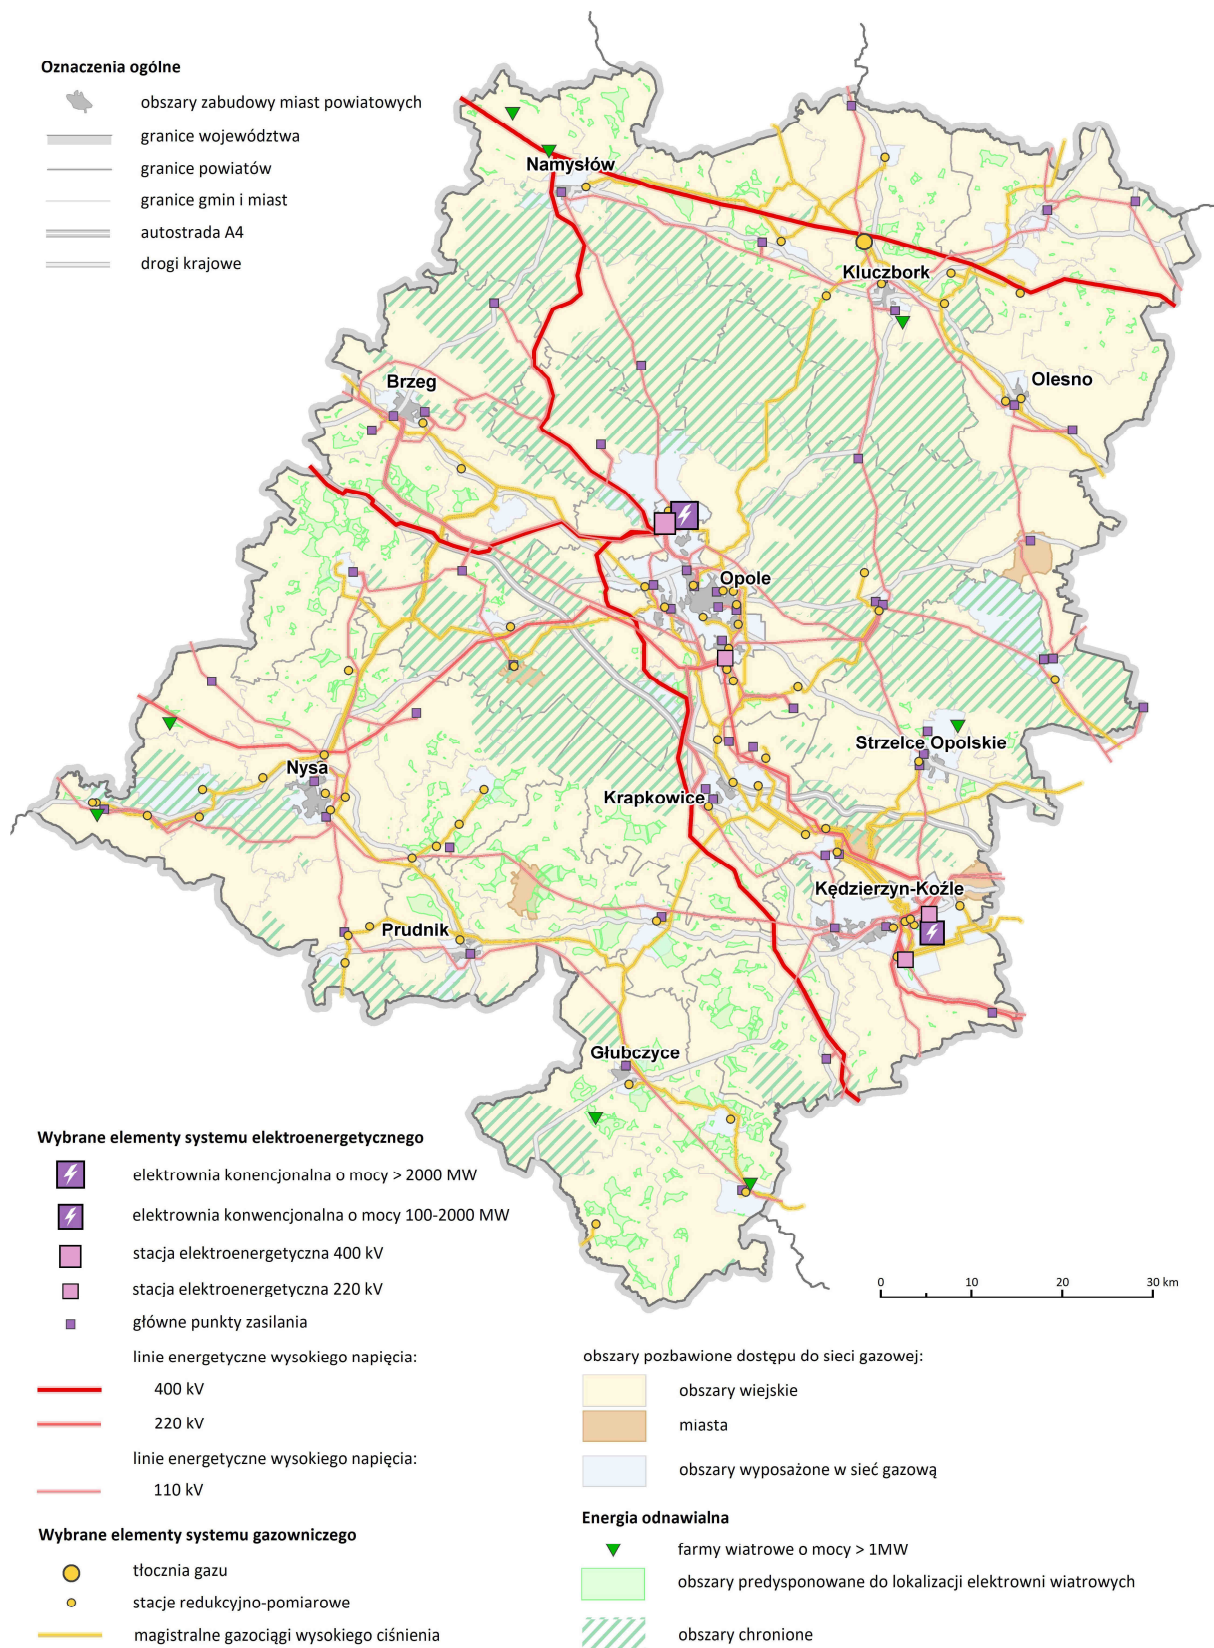 Oznaczenia ogólne
obszary zabudowy miast powiatowych
granice województwa
granice powiatów
granice gmin i miast
autostrada A4
drogi krajowe
Namysłów
Kluczbork
Olesno
Brzeg
Opole
Strzelce Opolskie
Nysa
Krapkowice
Kędzierzyn-Koźle
Prudnik
Głubczyce
Wybrane elementy systemu elektroenergetycznego
elektrownia konencjonalna o mocy > 2000 MW
elektrownia konwencjonalna o mocy 100-2000 MW
stacja elektroenergetyczna 400 kV
stacja elektroenergetyczna 220 kV
główne punkty zasilania
linie energetyczne wysokiego napięcia:
400 kV
220 kV
linie energetyczne wysokiego napięcia:
110 kV
Wybrane elementy systemu gazowniczego
tłocznia gazu
stacje redukcyjno-pomiarowe
magistralne gazociągi wysokiego ciśnienia
0 10 20 30 km
obszary pozbawione dostępu do sieci gazowej:
obszary wiejskie
miasta
obszary wyposażone w sieć gazową
Energia odnawialna
farmy wiatrowe o mocy > 1MW
obszary predysponowane do lokalizacji elektrowni wiatrowych
obszary chronione